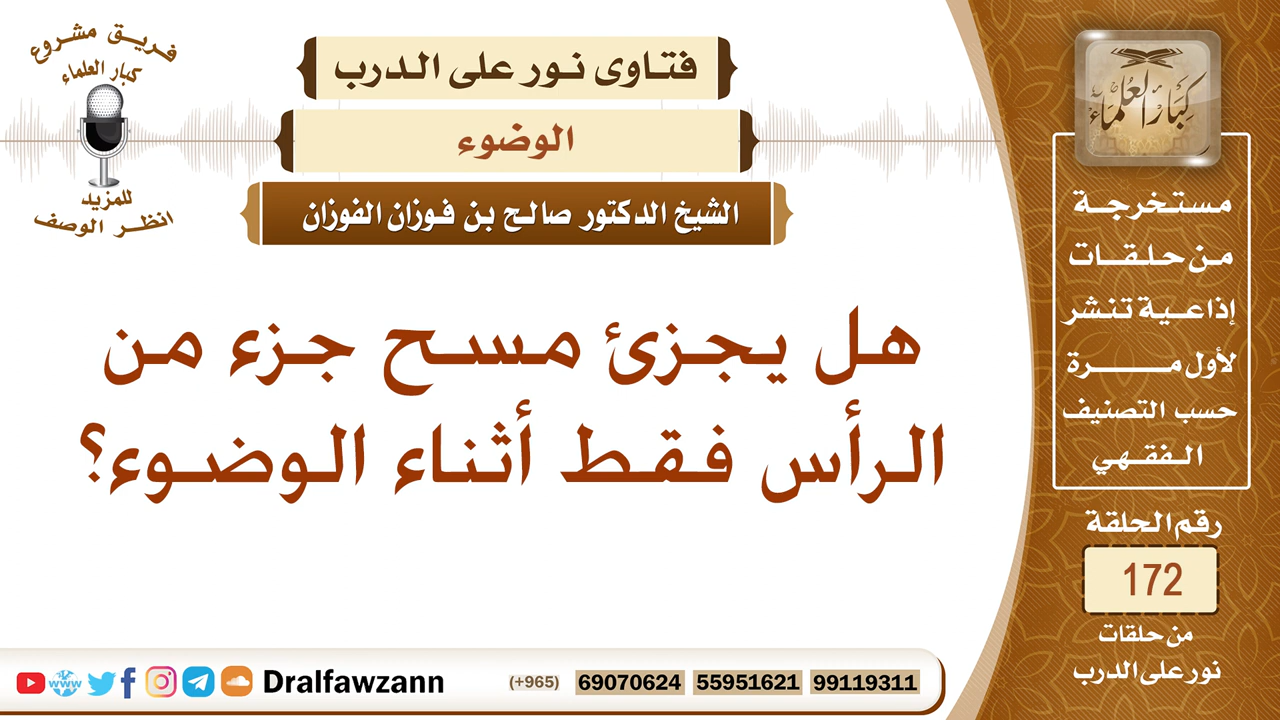 فريق مشروع
كبار العلماء
للمزيد
انظر الوصف
فتاوى نور على الدرب
الوضوء
الشيخ الدكتور صالح بن فوزان الفوزان
هل يجزئ مسح جزء من
الرأس فقط أثناء الوضوء؟
كبار العلماء
مستخرجة
من حلقات
إذاعية تنشر
لأول مرة
حسب التصنيف
الفقهي
رقم الحلقة
172
من حلقات
نور على الدرب
www
Dralfawzann (+965) 69070624 55951621 99119311